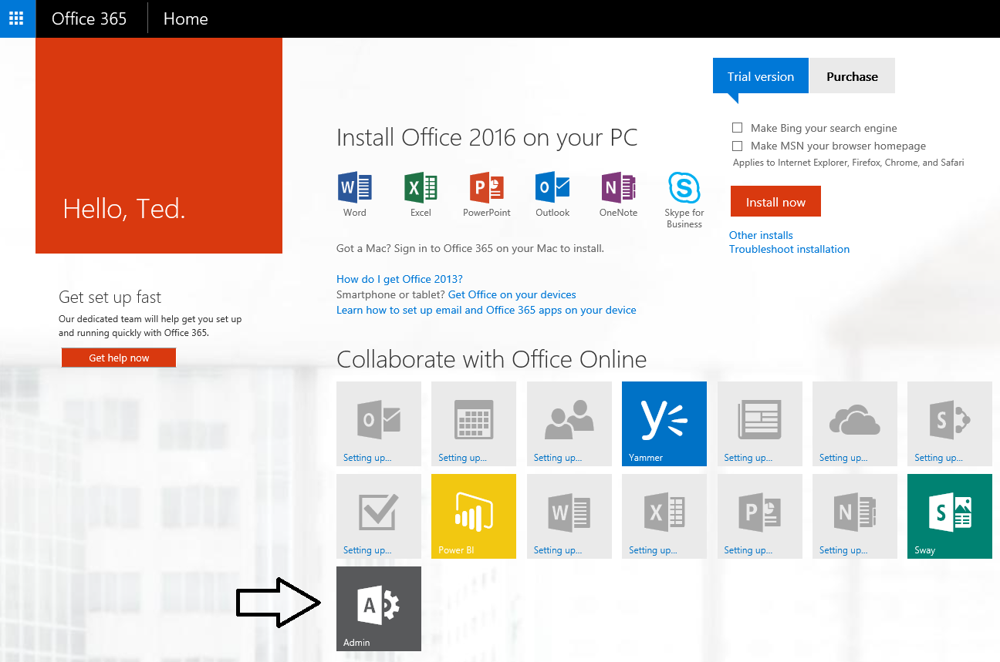 Office 365
Home
Hello, Ted.
Get set up fast
Our dedicated team will help get you set up
and running quickly with Office 365.
Get help now
Trial version
Purchase
Install Office 2016 on your PC
W
Word
X
Excel
P
PowerPoint
O
Outlook
N
OneNote
S
Skype for
Business
Make Bing your search engine
Make MSN your browser homepage
Applies to Internet Explorer, Firefox, Chrome, and Safari
Install now
Other installs
Troubleshoot installation
Got a Mac? Sign in to Office 365 on your Mac to install.
How do I get Office 2013?
Smartphone or tablet? Get Office on your devices
Learn how to set up email and Office 365 apps on your device
Collaborate with Office Online
O
Setting up...
Setting up...
Setting up...
Y
Yammer
Setting up...
Setting up...
S
Setting up...
Setting up...
Power BI
W
Setting up...
X
Setting up...
P
Setting up...
N
Setting up...
S
Sway
A
Admin